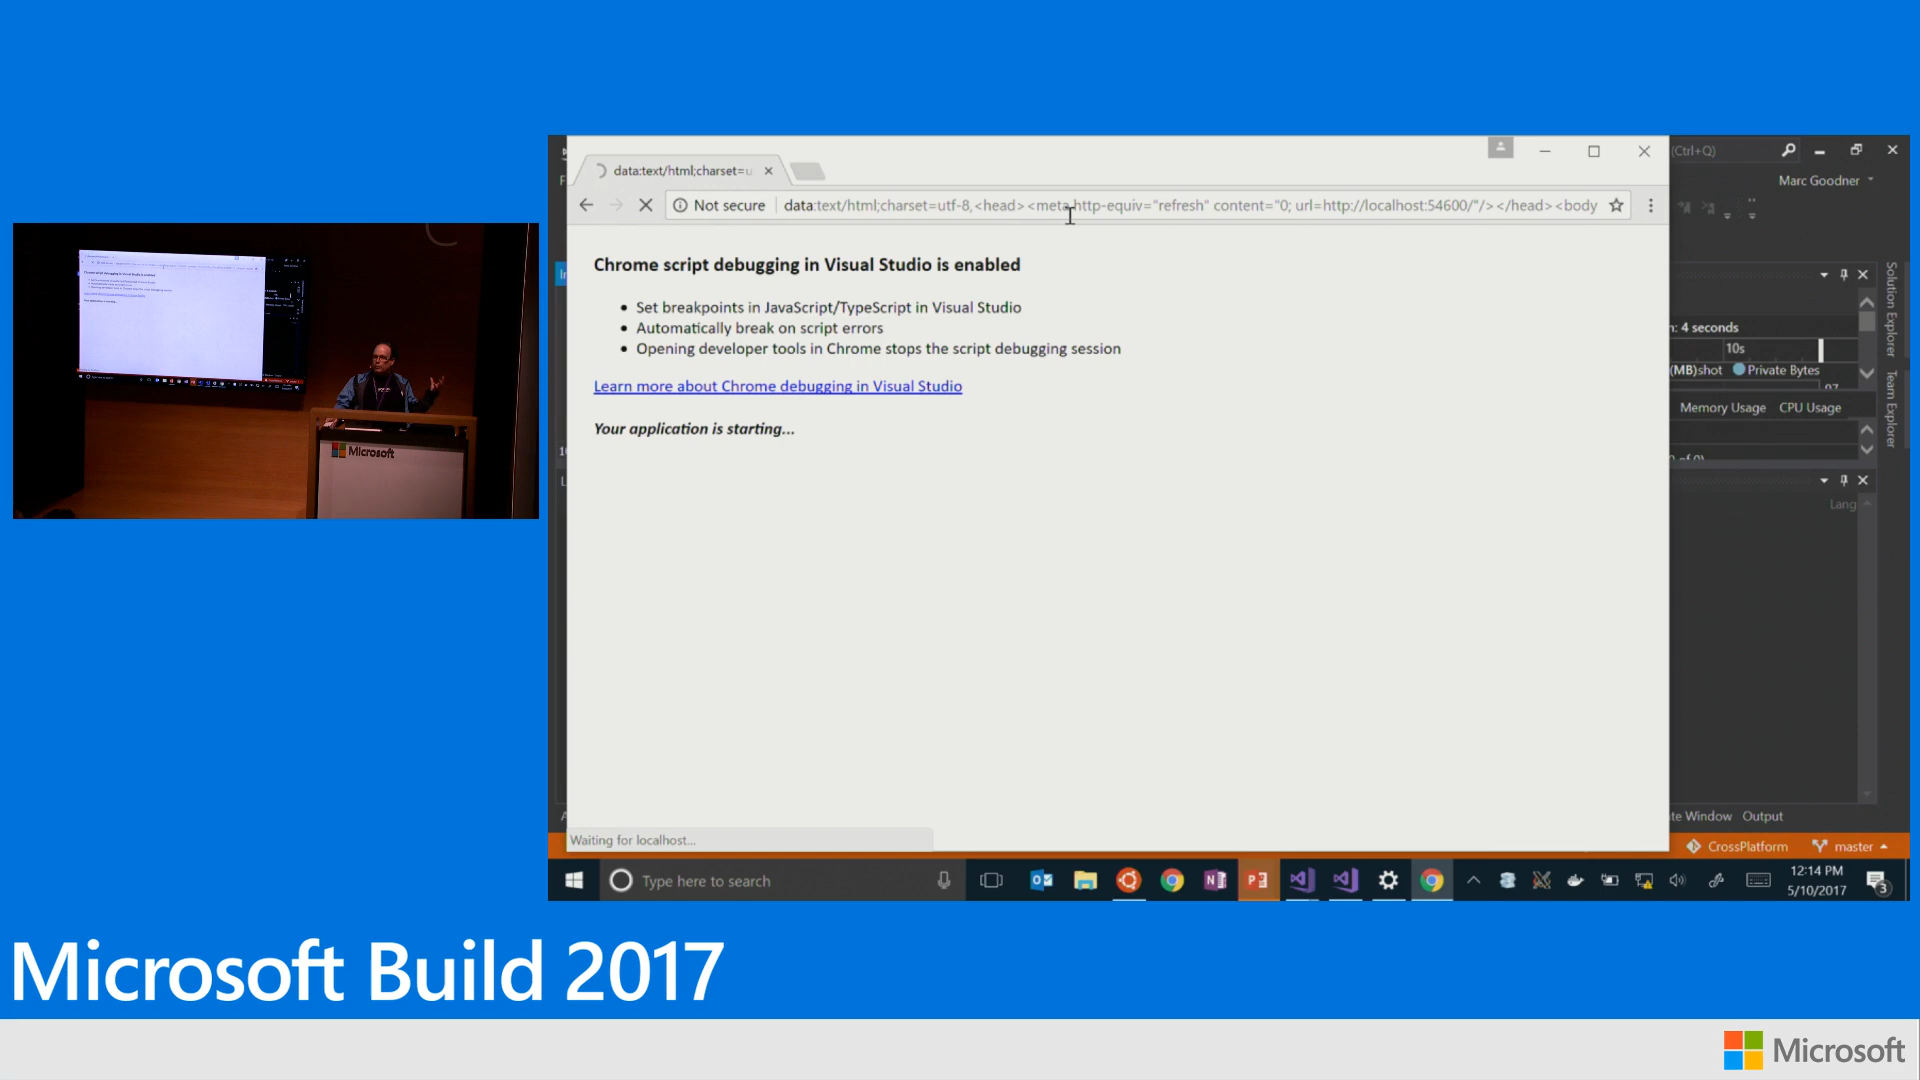 data:text/html;charset=u
(Ctrl+Q)
Marc Goodner
Not secure
data:text/html;charset=utf-8,<head><meta http-equiv="refresh" content="0; url=http://localhost:54600/"/></head><body
Chrome script debugging in Visual Studio is enabled
Set breakpoints in JavaScript/TypeScript in Visual Studio
Automatically break on script errors
Opening developer tools in Chrome stops the script debugging session
Learn more about Chrome debugging in Visual Studio
Your application is starting...
Waiting for localhost...
Solution Explorer
Team Explorer
n: 4 seconds
10s
(MB)shot
Private Bytes
97
Memory Usage
CPU Usage
Lang
te Window
Output
CrossPlatform
master
Type here to search
12:14 PM
5/10/2017
3
Microsoft
Microsoft Build 2017
Microsoft